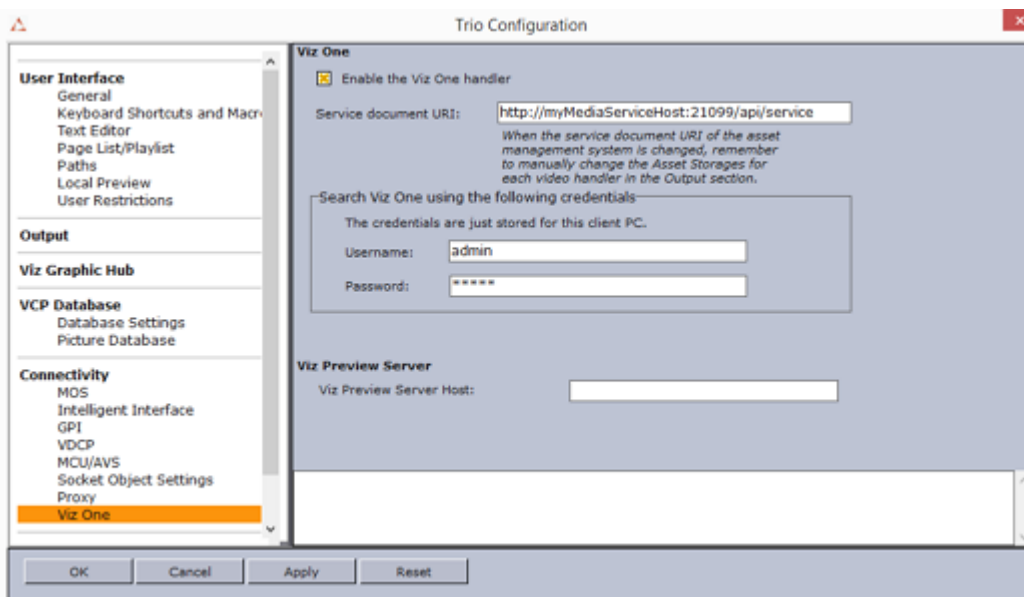 Trio Configuration
User Interface
General
Keyboard Shortcuts and Macr
Text Editor
Page List/Playlist
Paths
Local Preview
User Restrictions
Output
Viz Graphic Hub
VCP Database
Database Settings
Picture Database
Connectivity
MOS
Intelligent Interface
GPI
VDCP
MCU/AVS
Socket Object Settings
Proxy
Viz One
Viz One
Enable the Viz One handler
Service document URI: http://myMediaServiceHost:21099/api/service
When the service document URI of the asset
management system is changed, remember
to manually change the Asset Storages for
each video handler in the Output section.
Search Viz One using the following credentials
The credentials are just stored for this client PC.
Username: admin
Password: *****
Viz Preview Server
Viz Preview Server Host:
OK Cancel Apply Reset